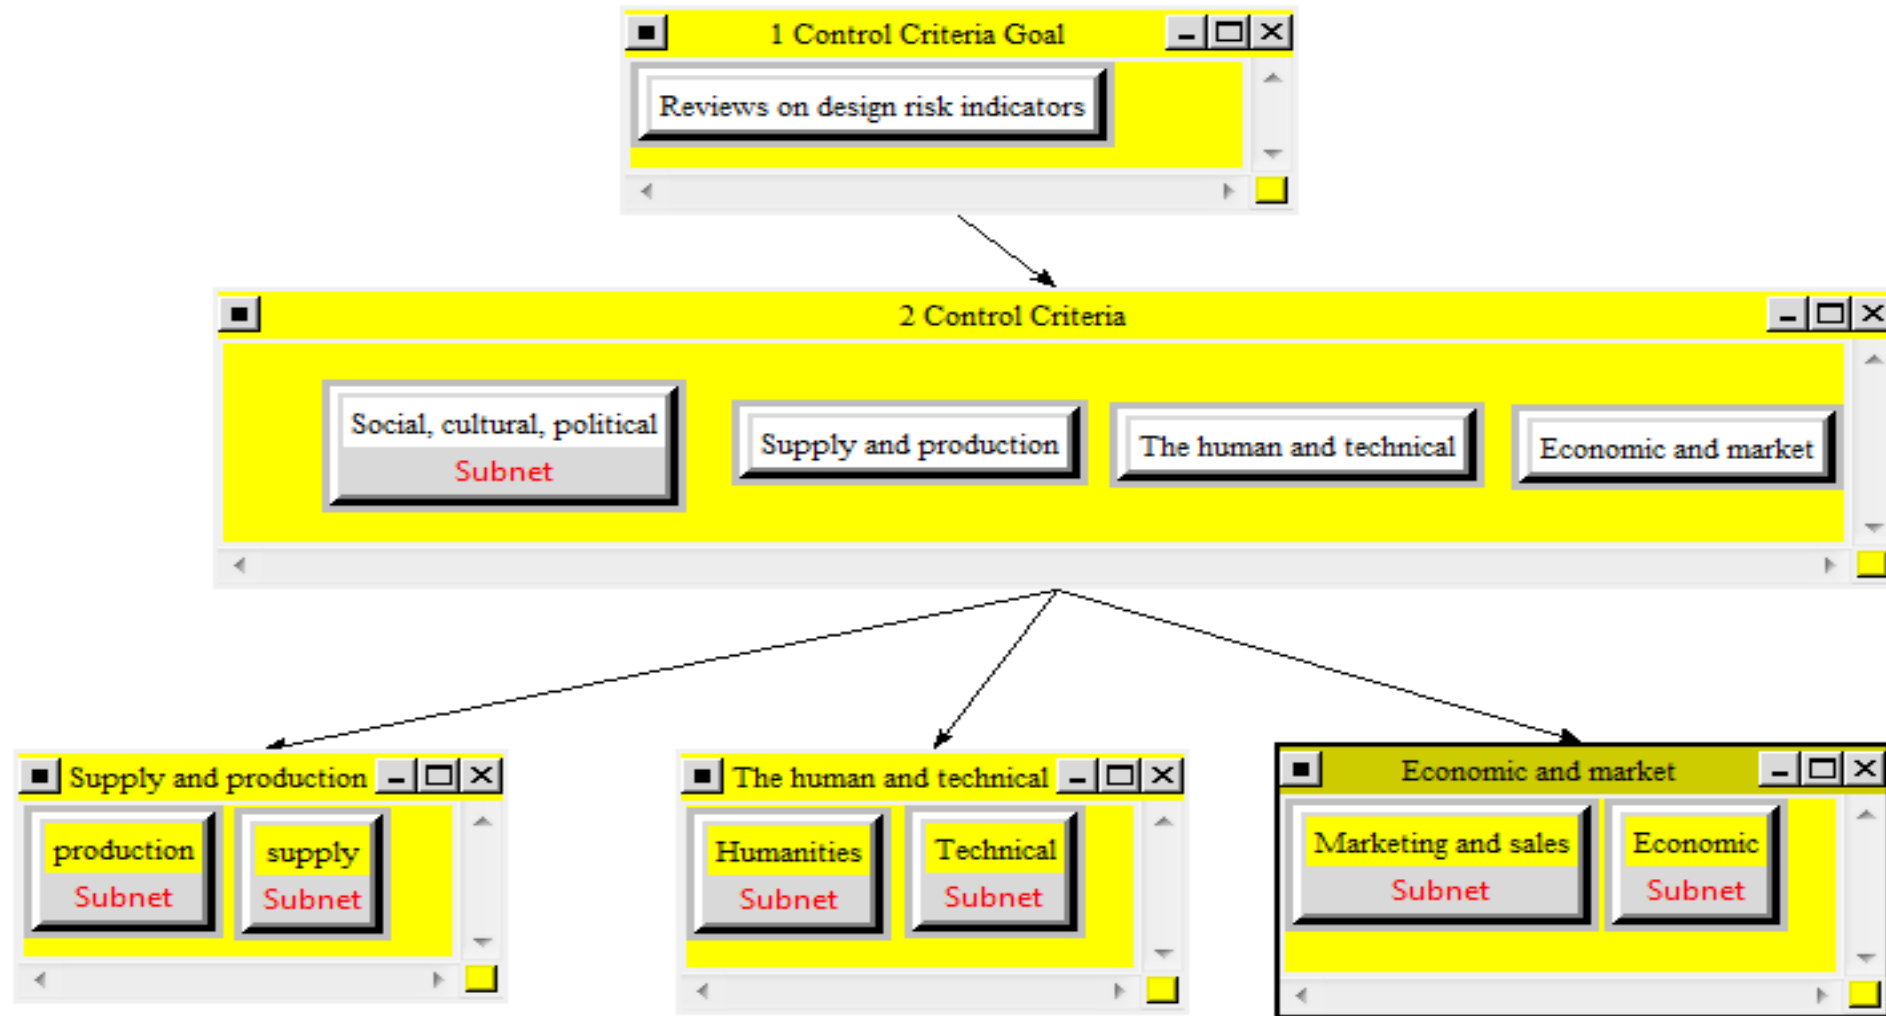 1 Control Criteria Goal
Reviews on design risk indicators
2 Control Criteria
Social, cultural, political
Subnet
Supply and production
The human and technical
Economic and market
Supply and production
production
Subnet
supply
Subnet
The human and technical
Humanities
Subnet
Technical
Subnet
Economic and market
Marketing and sales
Subnet
Economic
Subnet